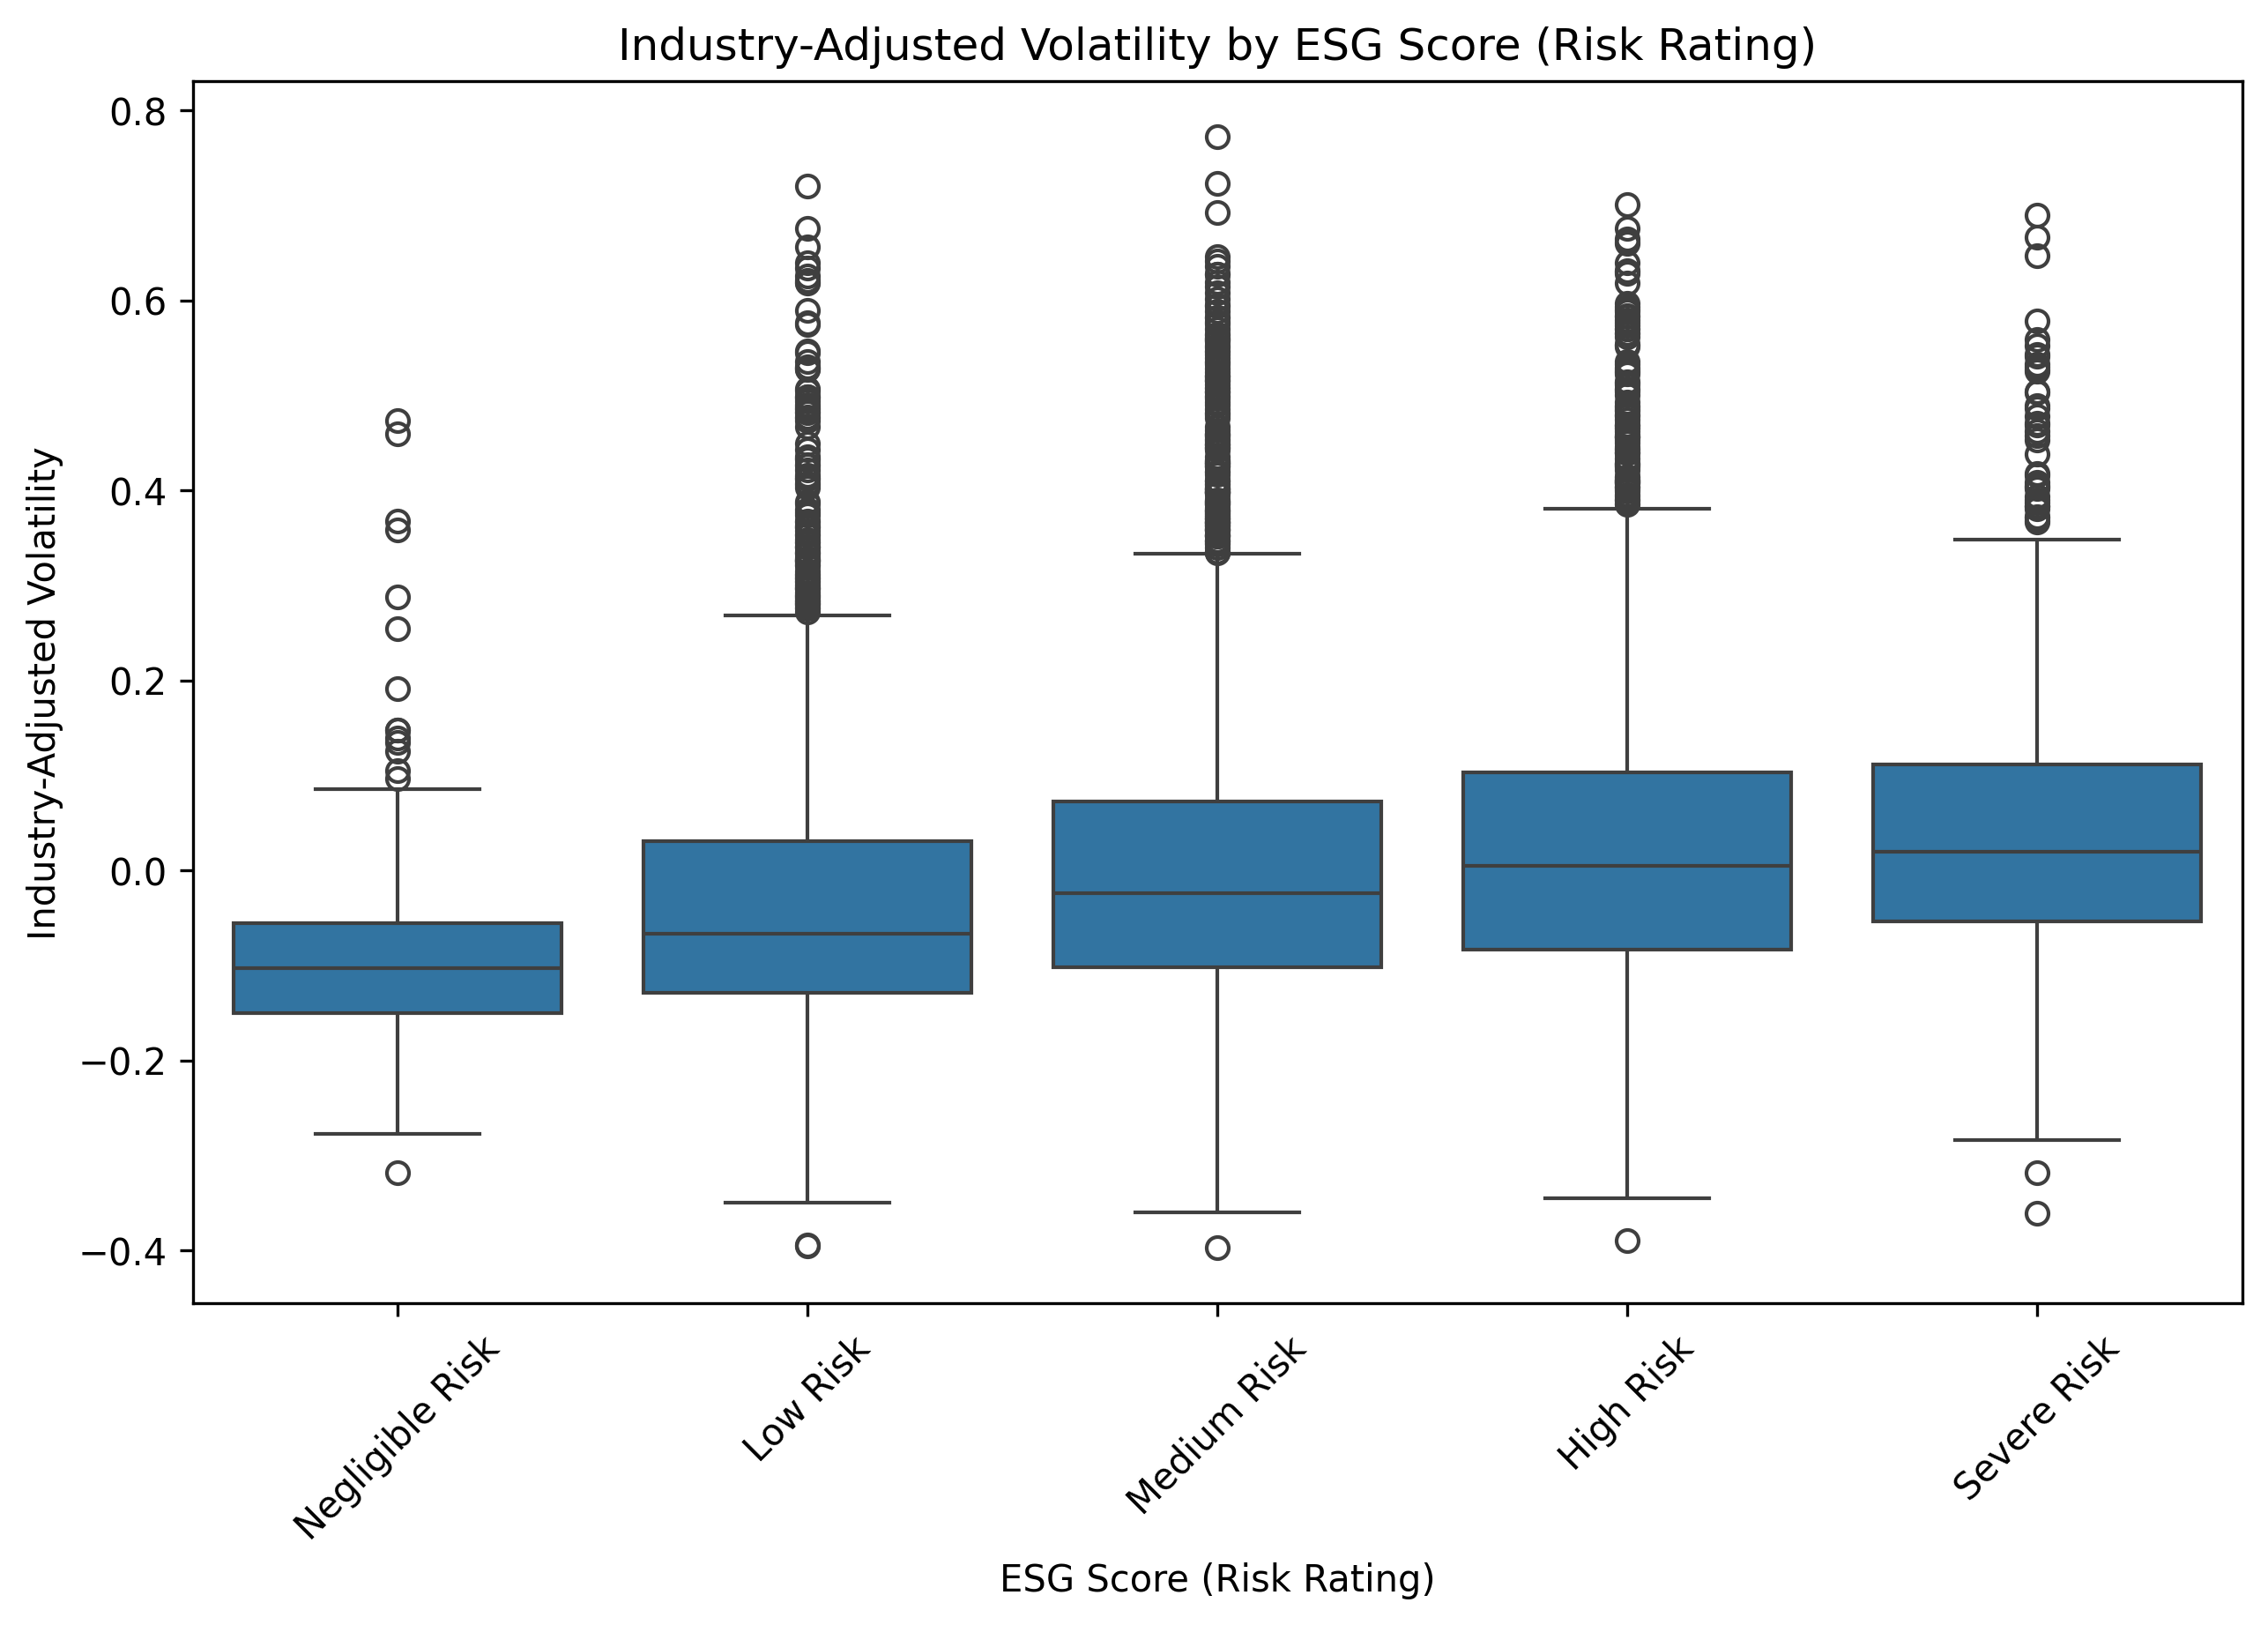 Industry-Adjusted Volatility by ESG Score (Risk Rating)
Industry-Adjusted Volatility
0.8
0.6
0.4
0.2
0.0
−0.2
−0.4
Negligible Risk
Low Risk
Medium Risk
High Risk
Severe Risk
ESG Score (Risk Rating)